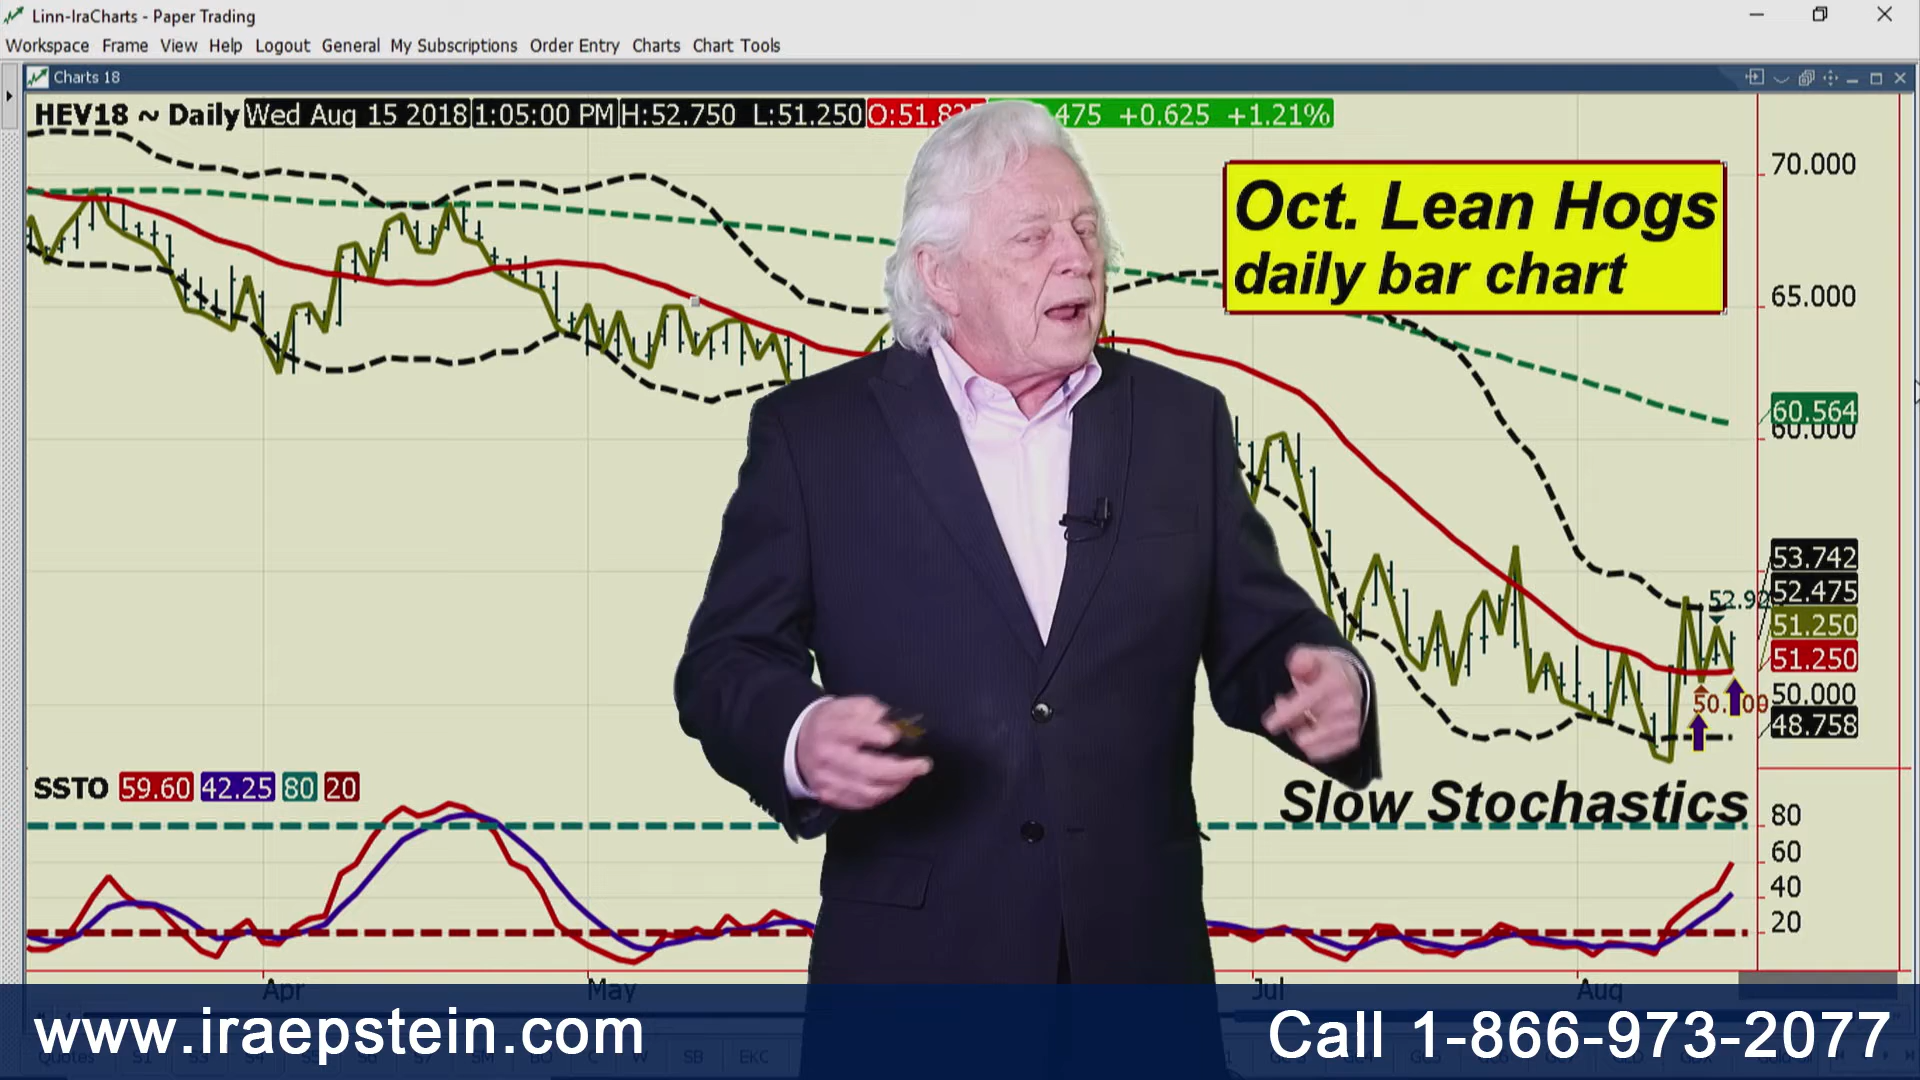 Linn-IraCharts - Paper Trading
Workspace Frame View Help Logout General My Subscriptions Order Entry Charts Chart Tools
Charts 18
HEV18 ~ Daily Wed Aug 15 2018 1:05:00 PM H:52.750 L:51.250 +0.625 +1.21%
Oct. Lean Hogs
daily bar chart
70.000
65.000
60.564
60.000
53.742
52.475
51.250
51.250
50.000
48.758
SSTO 59.60 42.25 80 20
Slow Stochastics
80
60
40
20
Apr May Jul Aug
www.iraepstein.com
Call 1-866-973-2077